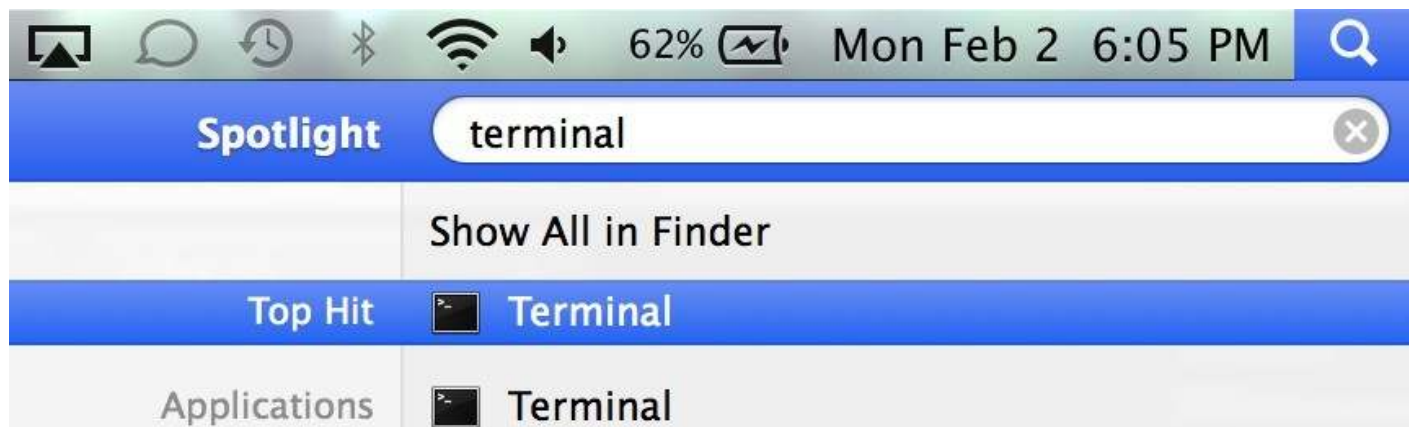 62% Mon Feb 2 6:05 PM
Spotlight terminal
Show All in Finder
Top Hit Terminal
Applications Terminal